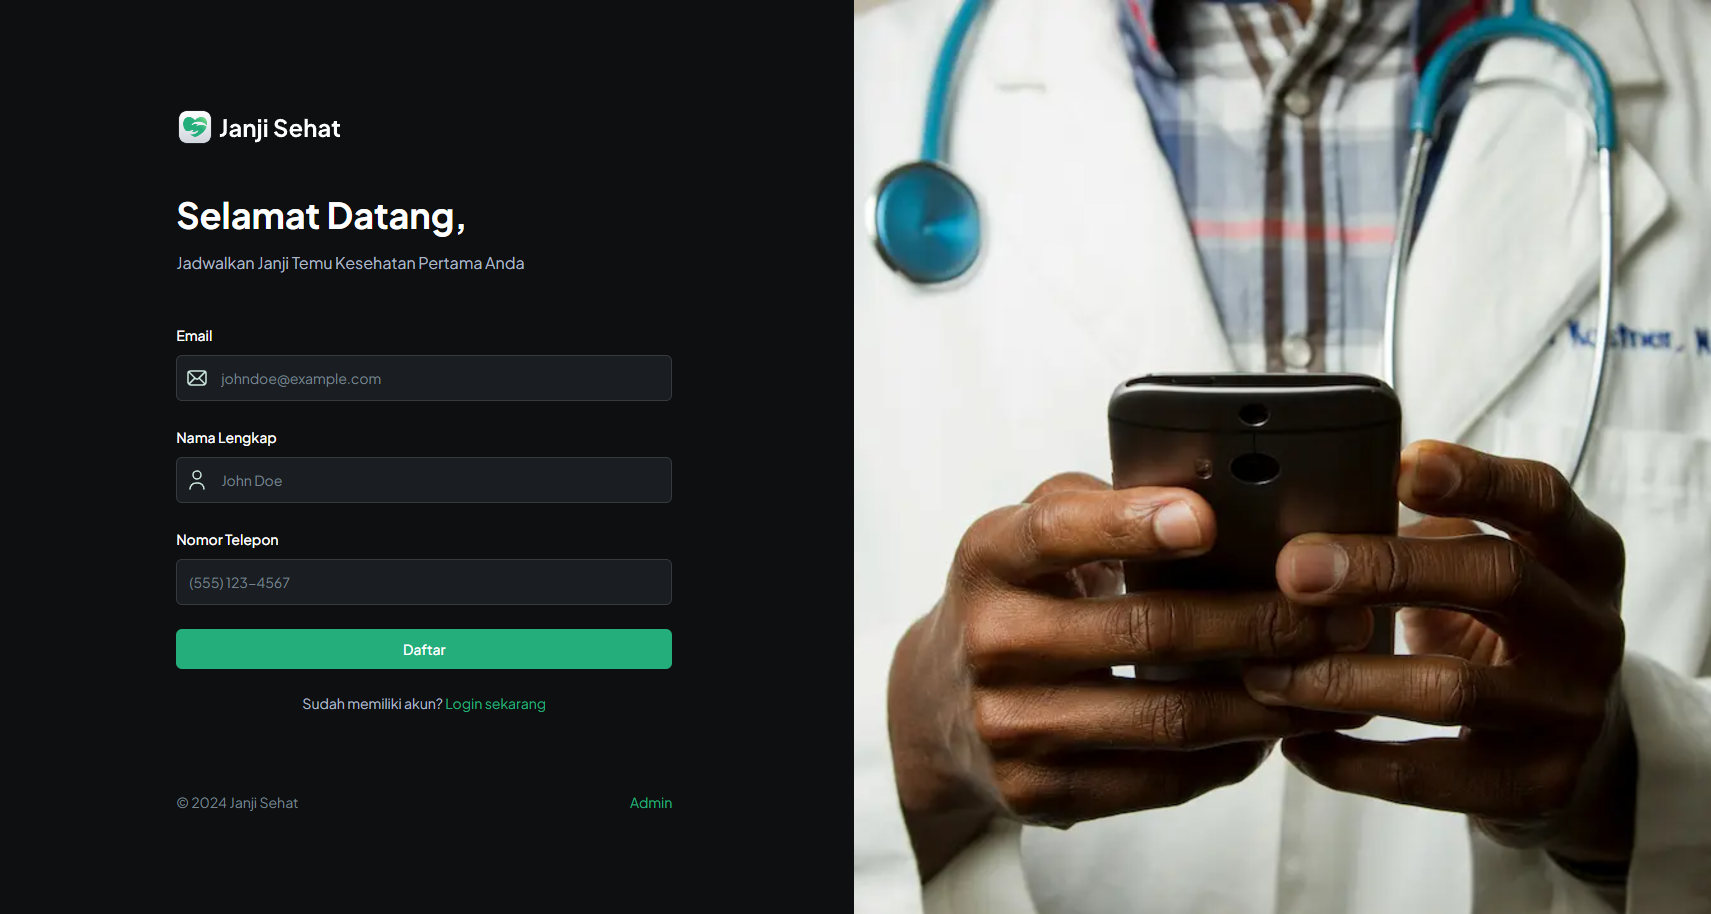 Janji Sehat
Selamat Datang,
Jadwalkan Janji Temu Kesehatan Pertama Anda
Email
johndoe@example.com
Nama Lengkap
John Doe
Nomor Telepon
(555) 123-4567
Daftar
Sudah memiliki akun? Login sekarang
© 2024 Janji Sehat
Admin